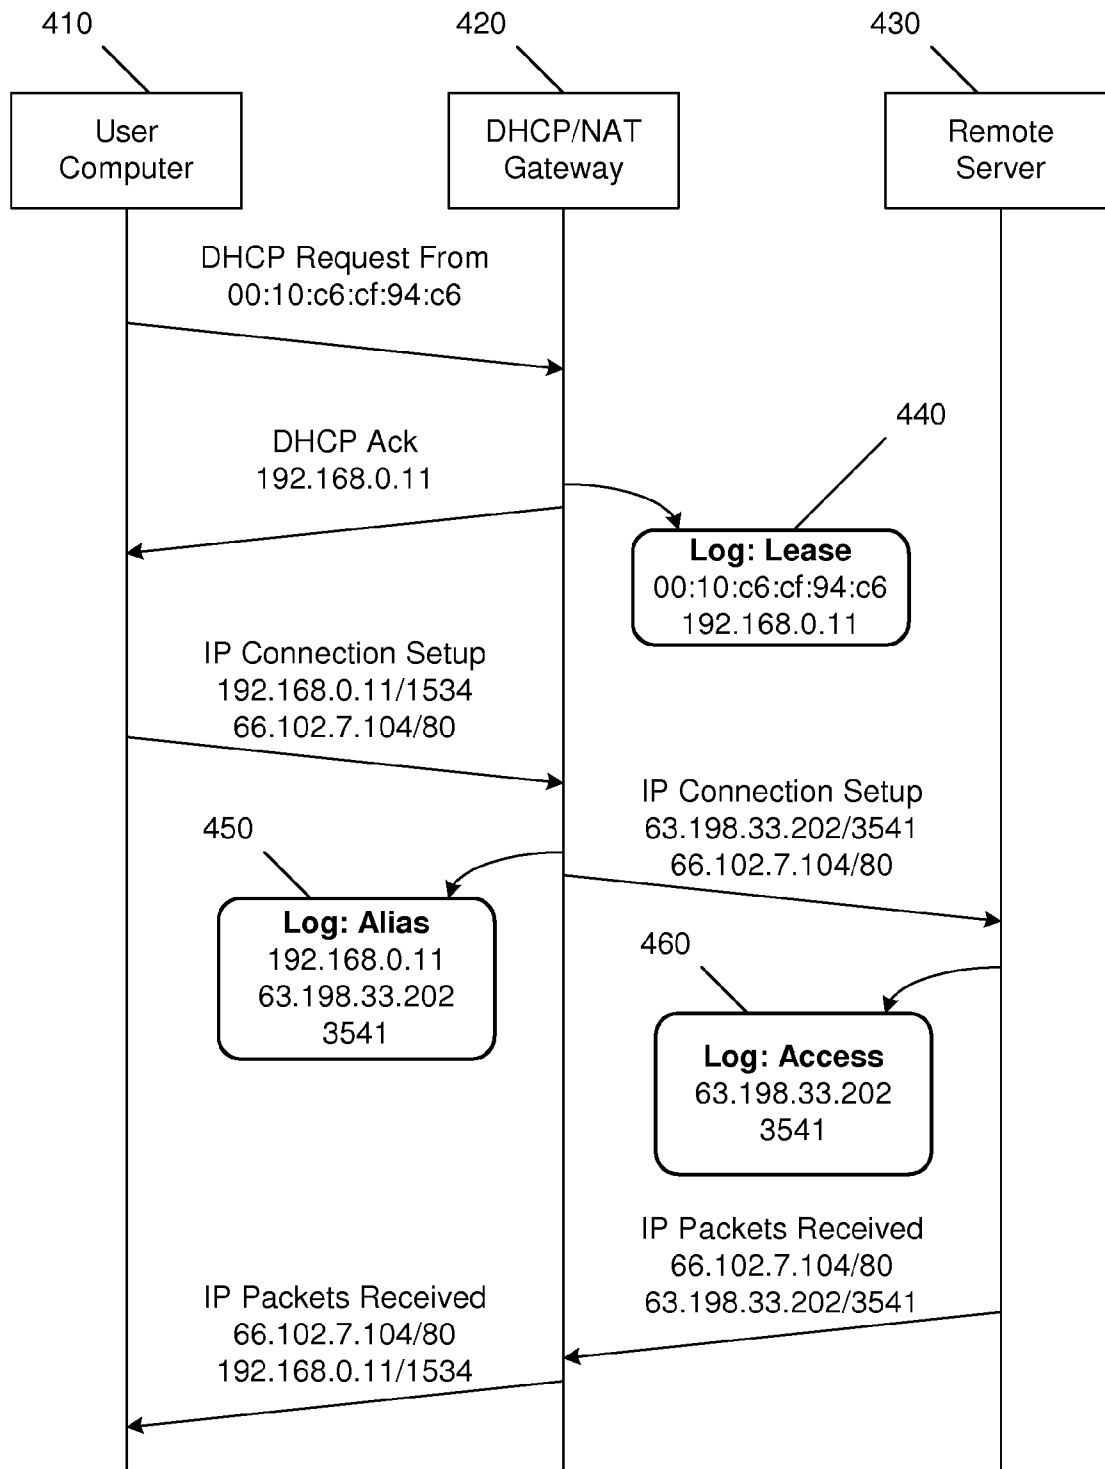 410
420
430
User
Computer
DHCP/NAT
Gateway
Remote
Server
DHCP Request From
00:10:c6:cf:94:c6
440
DHCP Ack
192.168.0.11
Log: Lease
00:10:c6:cf:94:c6
192.168.0.11
IP Connection Setup
192.168.0.11/1534
66.102.7.104/80
IP Connection Setup
63.198.33.202/3541
66.102.7.104/80
450
Log: Alias
192.168.0.11
63.198.33.202
3541
460
Log: Access
63.198.33.202
3541
IP Packets Received
66.102.7.104/80
63.198.33.202/3541
IP Packets Received
66.102.7.104/80
192.168.0.11/1534